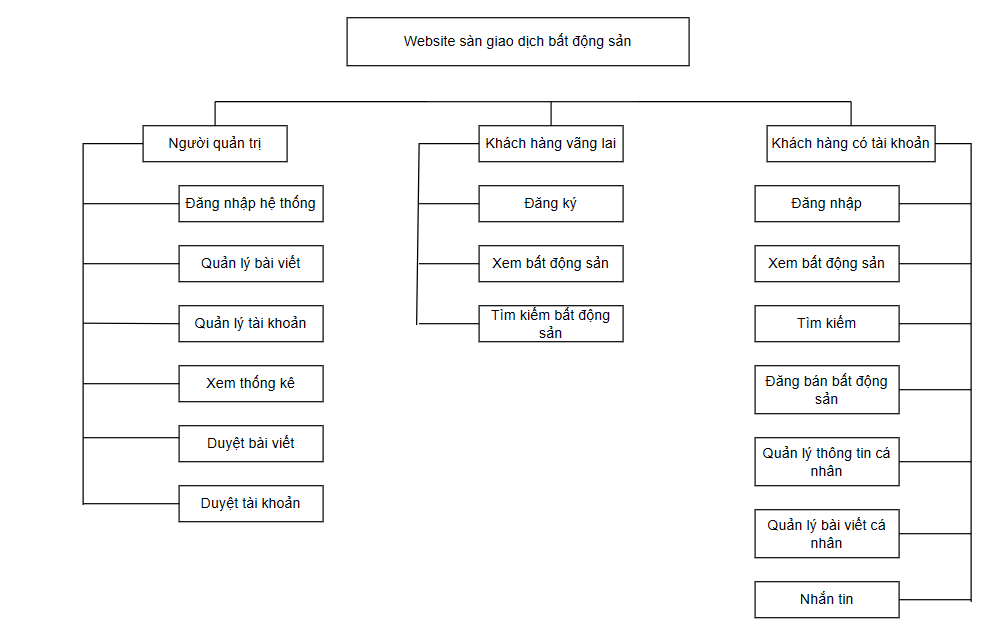 Website sàn giao dịch bất động sản
Người quản trị
Đăng nhập hệ thống
Quản lý bài viết
Quản lý tài khoản
Xem thống kê
Duyệt bài viết
Duyệt tài khoản
Khách hàng vãng lai
Đăng ký
Xem bất động sản
Tìm kiếm bất động
sản
Khách hàng có tài khoản
Đăng nhập
Xem bất động sản
Tìm kiếm
Đăng bán bất động
sản
Quản lý thông tin cá
nhân
Quản lý bài viết cá
nhân
Nhắn tin